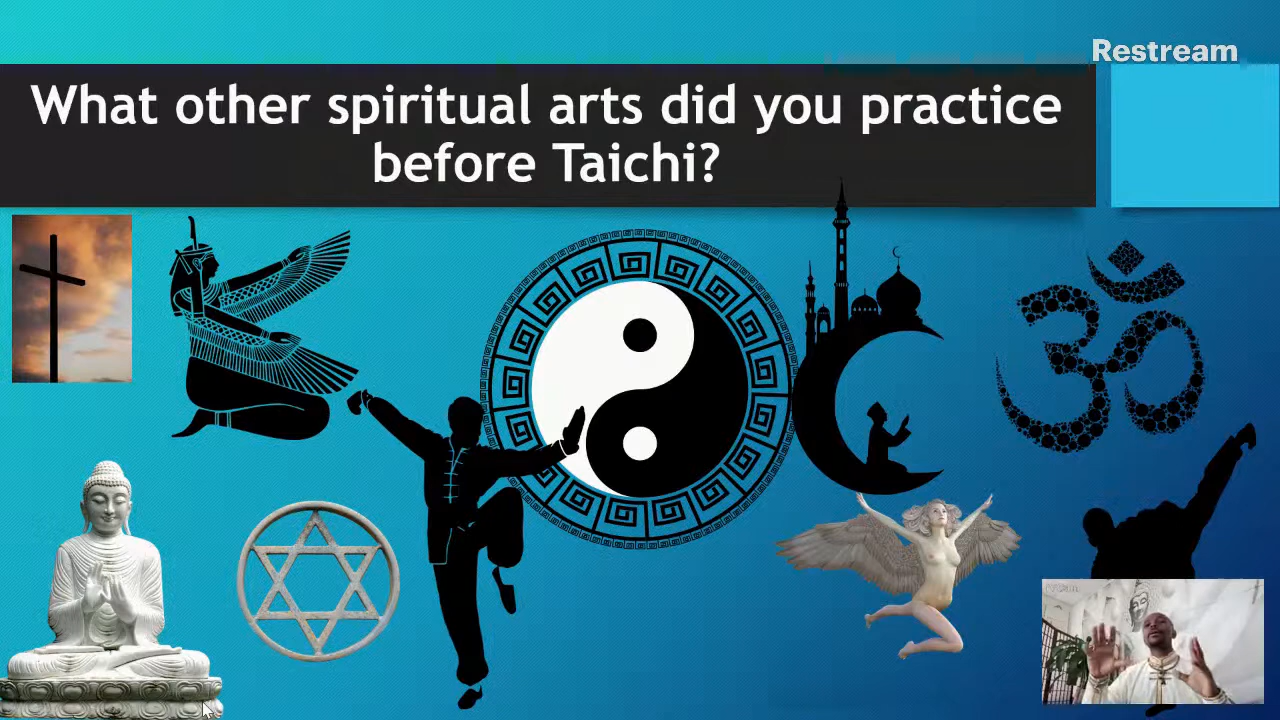 Restream
What other spiritual arts did you practice
before Taichi?